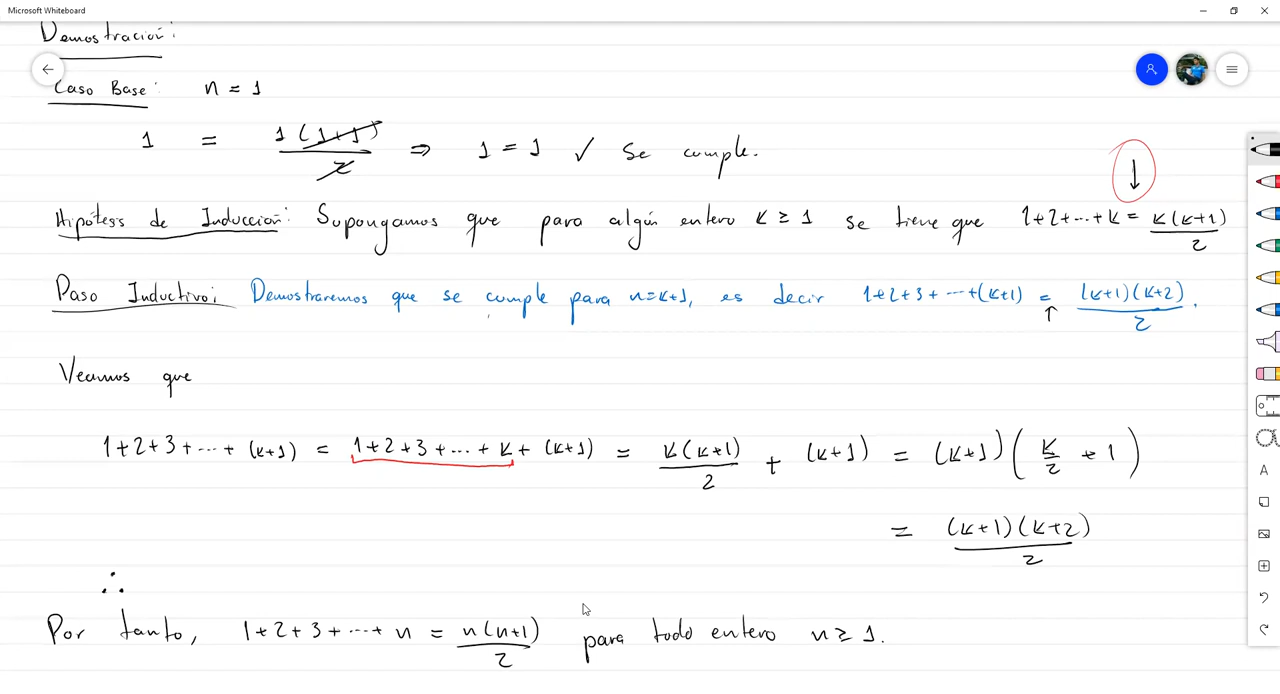 Microsoft Whiteboard
Demostración:
Caso Base: n = 1
1 = 1(1+1)/2 ⇒ 1 = 1 ✓ Se cumple.
Hipótesis de Inducción: Supongamos que para algún entero k ≥ 1 se tiene que 1+2+...+k = k(k+1)/2
Paso Inductivo: Demostraremos que se cumple para n=k+1, es decir 1+2+3+...+(k+1) = (k+1)(k+2)/2.
Veamos que
1+2+3+...+(k+1) = 1+2+3+...+k+(k+1) = k(k+1)/2 + (k+1) = (k+1)(k/2 + 1)
= (k+1)(k+2)/2
∴
Por tanto, 1+2+3+...+n = n(n+1)/2 para todo entero n ≥ 1.
A